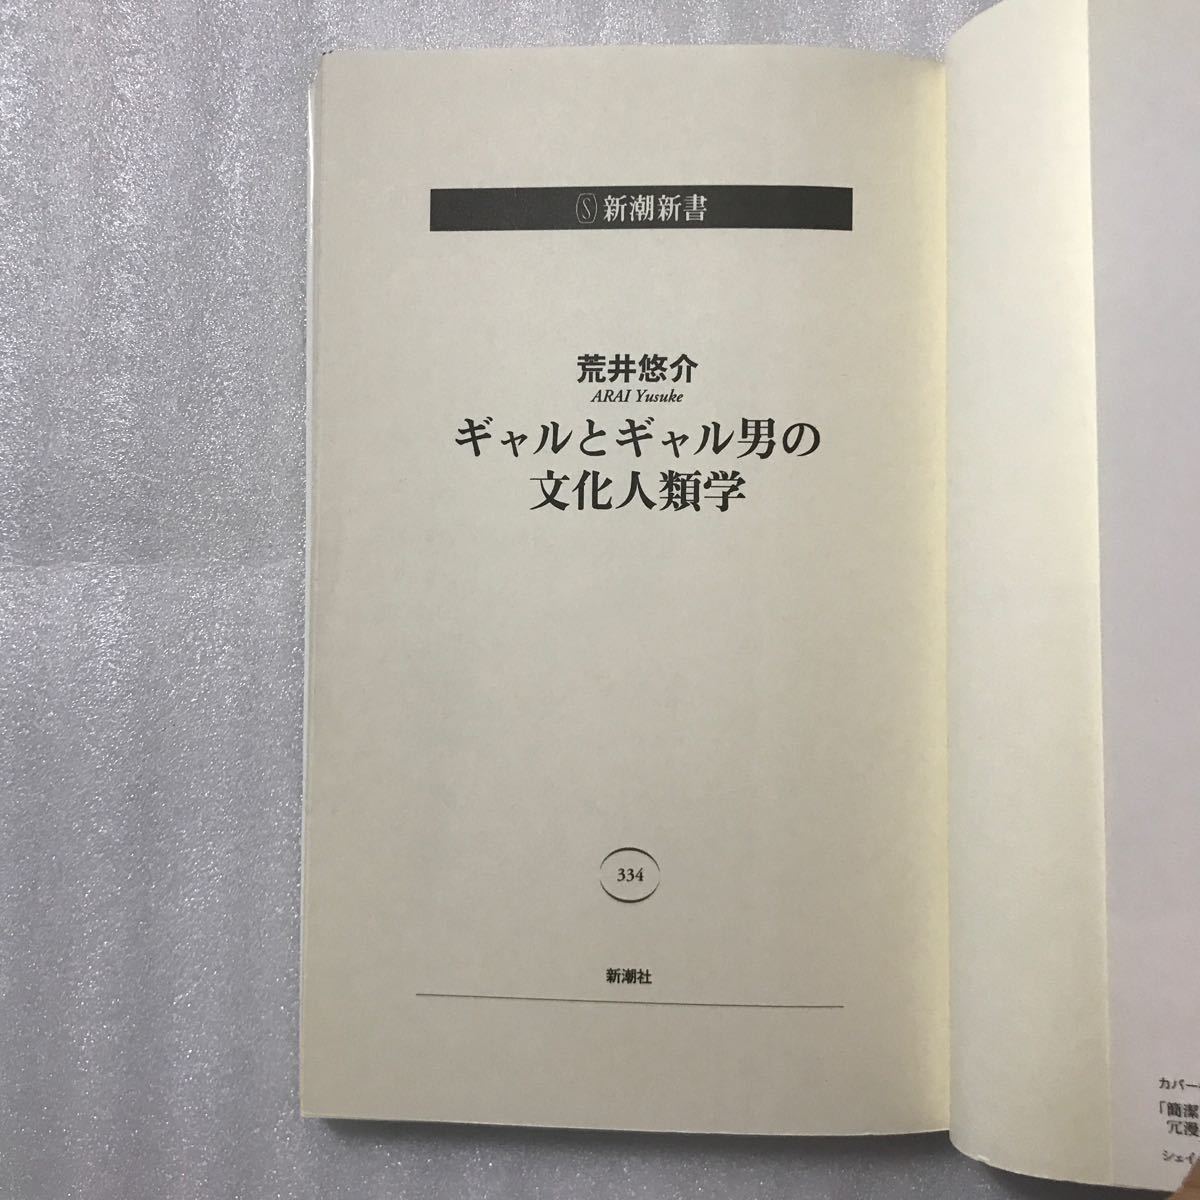 S 新潮新書
荒井悠介
ARAI Yusuke
ギャルとギャル男の
文化人類学
334
新潮社
カバー
「簡潔
冗漫
シェイ